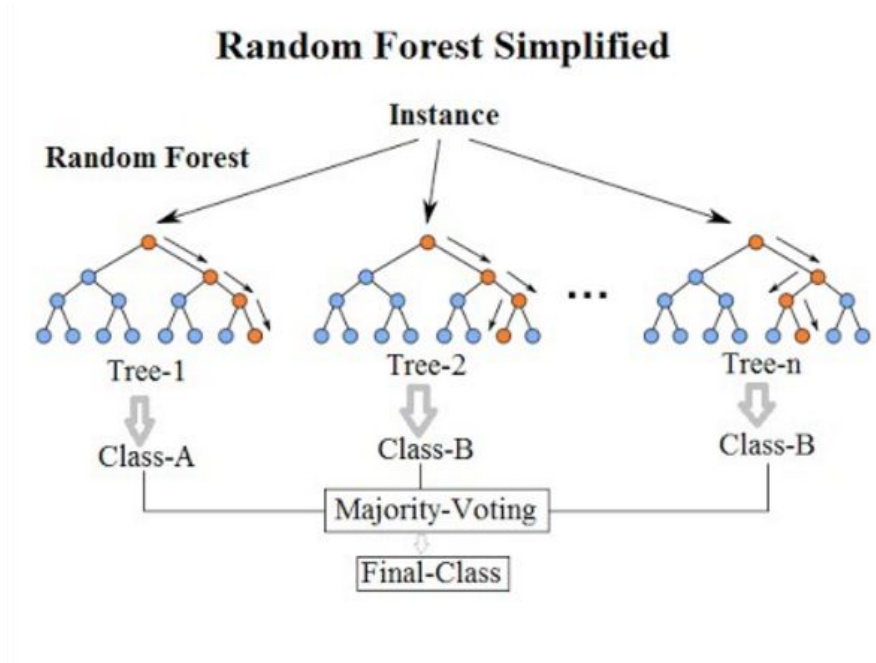 Random Forest Simplified
Instance
Random Forest
...
Tree-1
Tree-2
Tree-n
Class-A
Class-B
Class-B
Majority-Voting
Final-Class